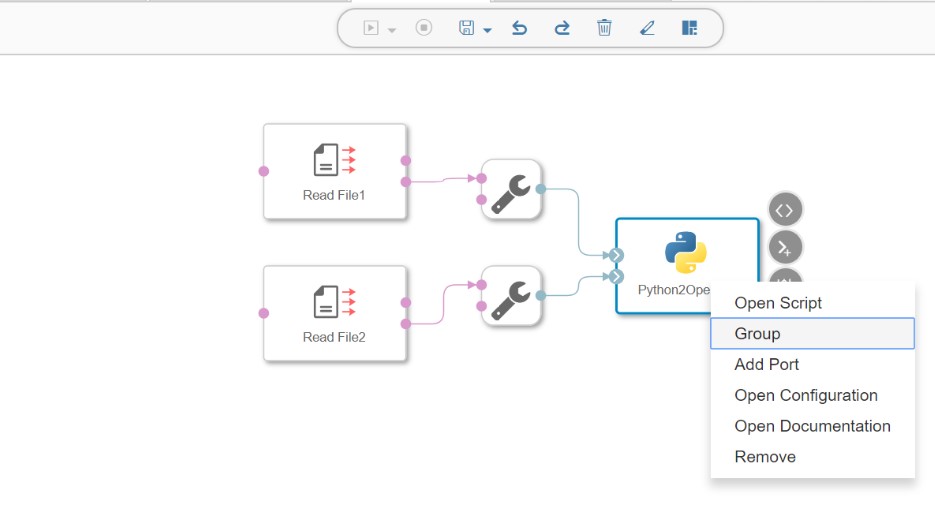 Read File1
Read File2
Python2Ope
Open Script
Group
Add Port
Open Configuration
Open Documentation
Remove